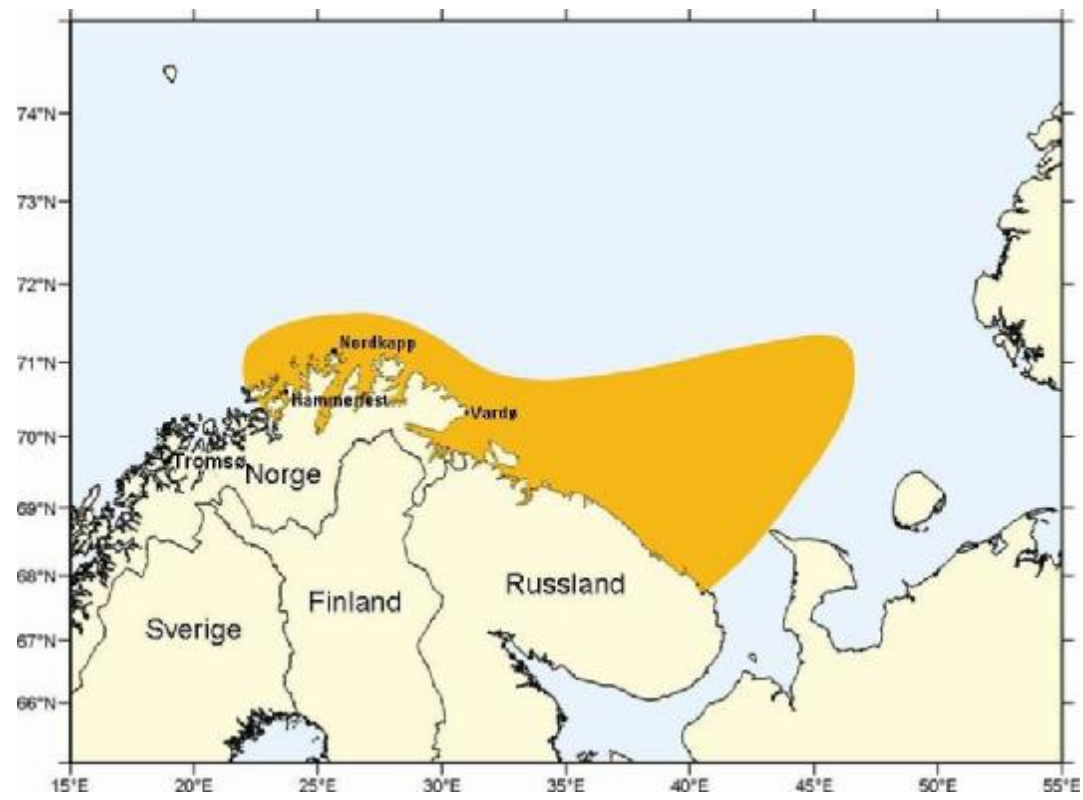 74°N
73°N
72°N
71°N
70°N
69°N
68°N
67°N
66°N
Nordkapp
Hammerfest
Vardø
Tromsø
Norge
Russland
Finland
Sverige
15°E 20°E 25°E 30°E 35°E 40°E 45°E 50°E 55°E